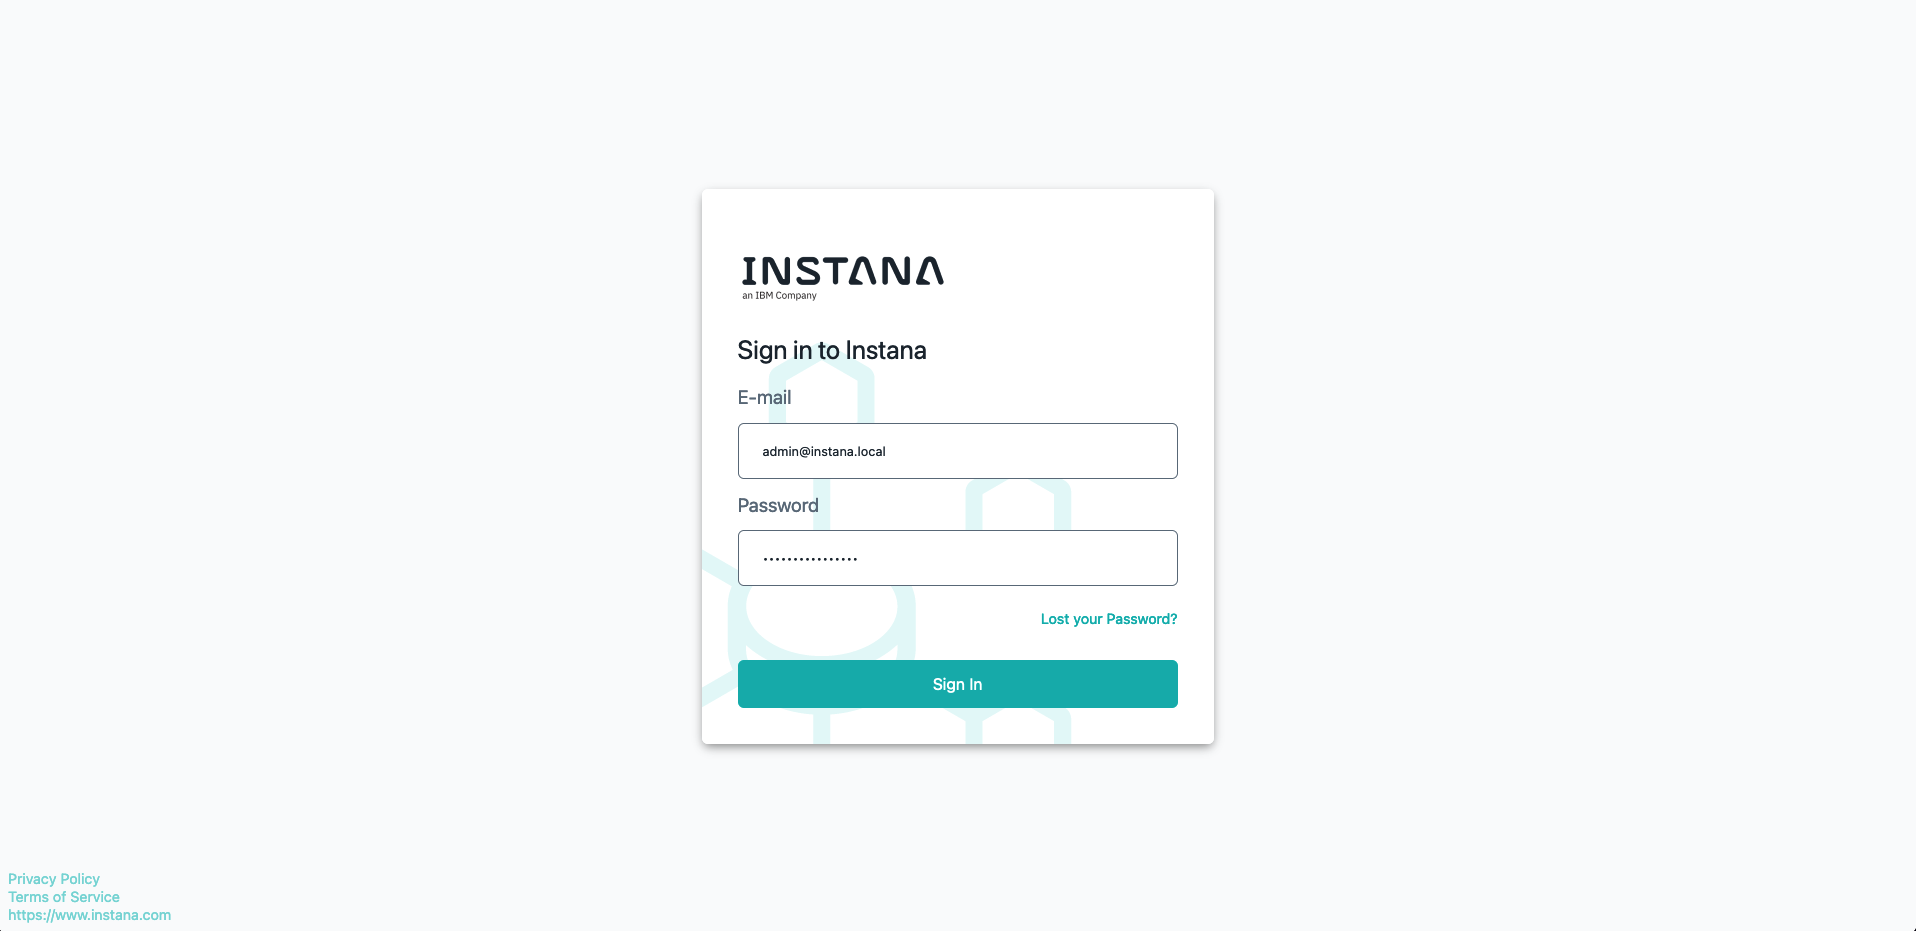 INSTANA
an IBM Company
Sign in to Instana
E-mail
admin@instana.local
Password
••••••••••••••••
Lost your Password?
Sign In
Privacy Policy
Terms of Service
https://www.instana.com